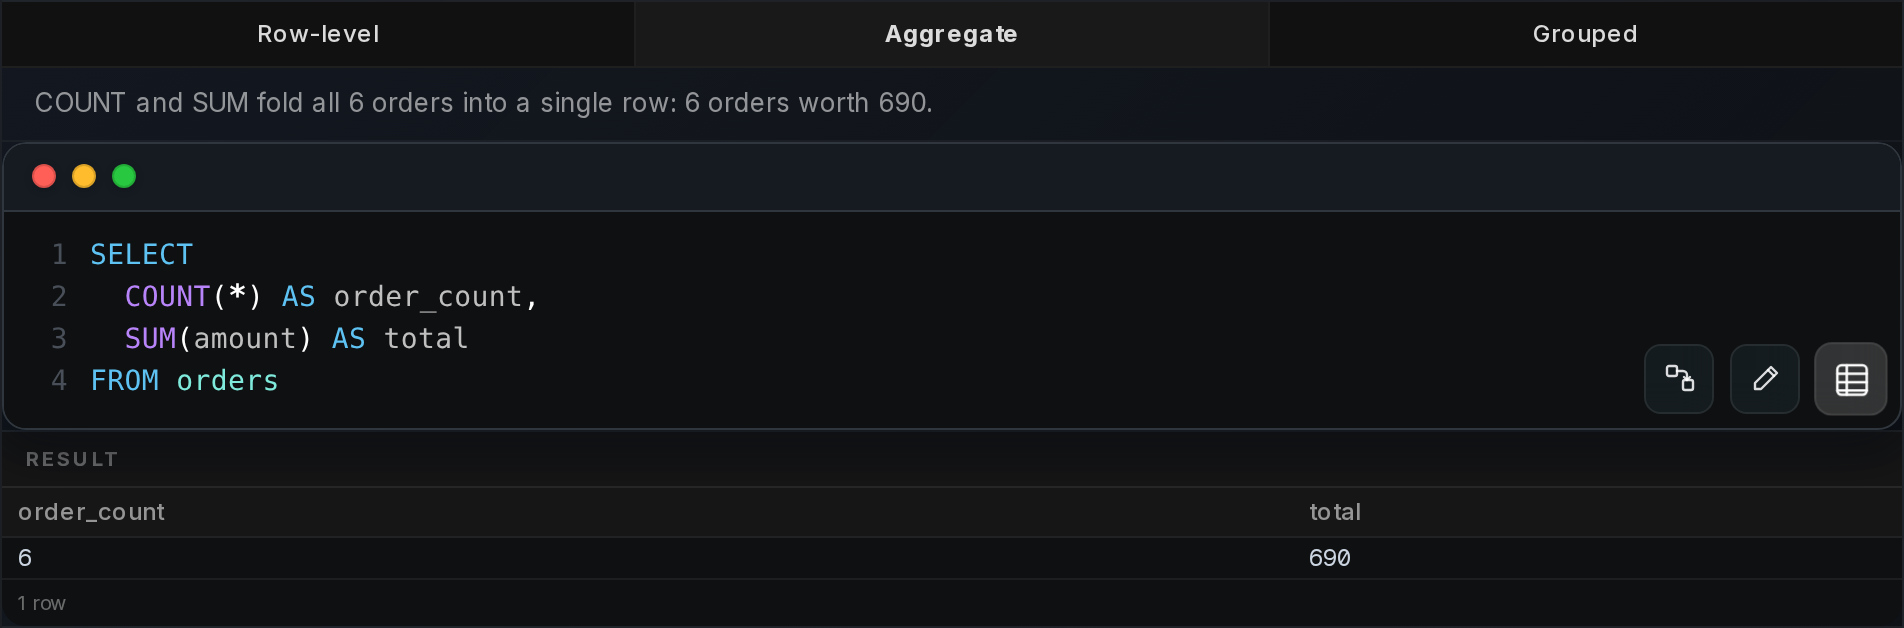 Row-level
Aggregate
Grouped
COUNT and SUM fold all 6 orders into a single row: 6 orders worth 690.
1 SELECT
2   COUNT(*) AS order_count,
3   SUM(amount) AS total
4 FROM orders
RESULT
order_count total
6 690
1 row